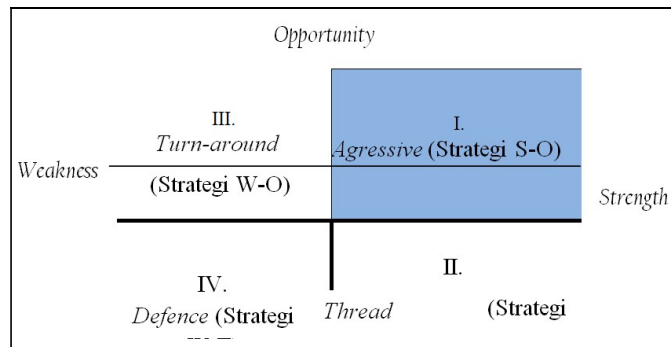 Opportunity
III.
Turn-around
(Strategi W-O)
I.
Agressive (Strategi S-O)
Weakness
Strength
IV.
Defence (Strategi
Thread
II.
(Strategi